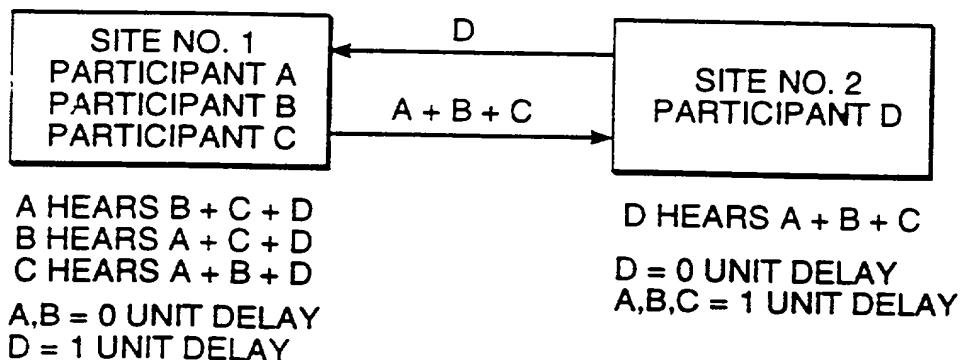 SITE NO. 1
PARTICIPANT A
PARTICIPANT B
PARTICIPANT C
D
A + B + C
SITE NO. 2
PARTICIPANT D
A HEARS B + C + D
B HEARS A + C + D
C HEARS A + B + D
A,B = 0 UNIT DELAY
D = 1 UNIT DELAY
D HEARS A + B + C
D = 0 UNIT DELAY
A,B,C = 1 UNIT DELAY